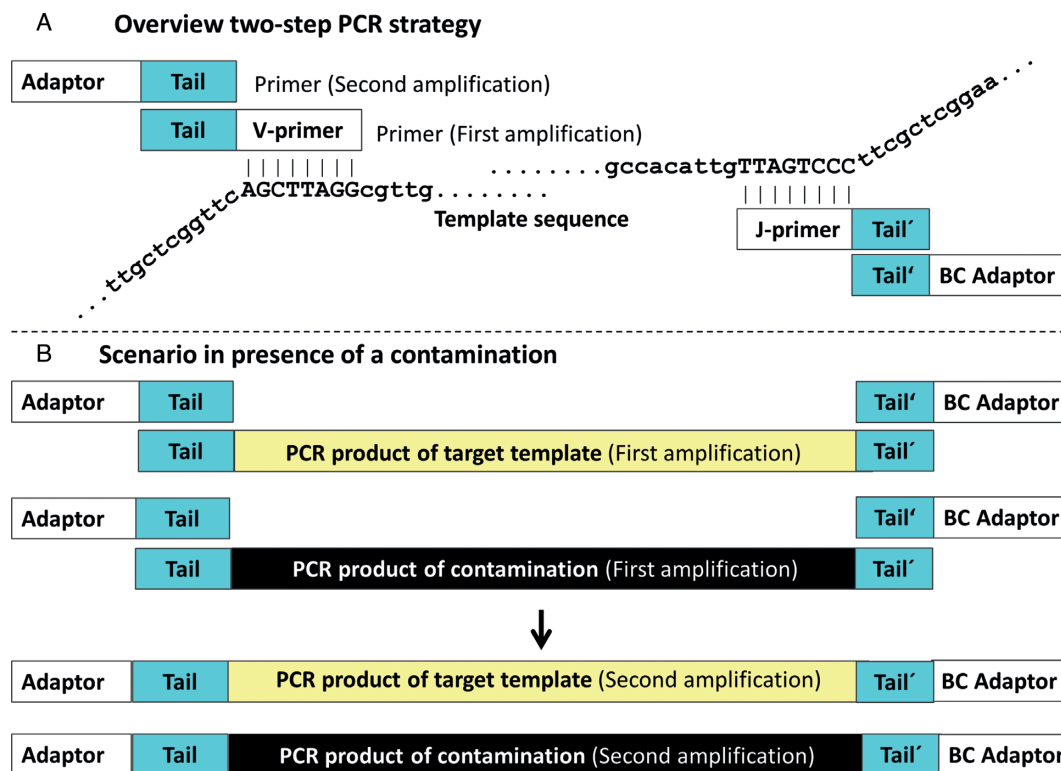 A Overview two-step PCR strategy
Adaptor Tail Primer (Second amplification)
Tail V-primer Primer (First amplification)
...ttgctcggttcAGCTTAGGcgttg........
........gccacattgTTAGTCCCttcgctcggaa...
Template sequence
J-primer Tail´
Tail‘ BC Adaptor
B Scenario in presence of a contamination
Adaptor Tail Tail‘ BC Adaptor
Tail PCR product of target template (First amplification) Tail´
Adaptor Tail Tail‘ BC Adaptor
Tail PCR product of contamination (First amplification) Tail´
Adaptor Tail PCR product of target template (Second amplification) Tail´ BC Adaptor
Adaptor Tail PCR product of contamination (Second amplification) Tail´ BC Adaptor